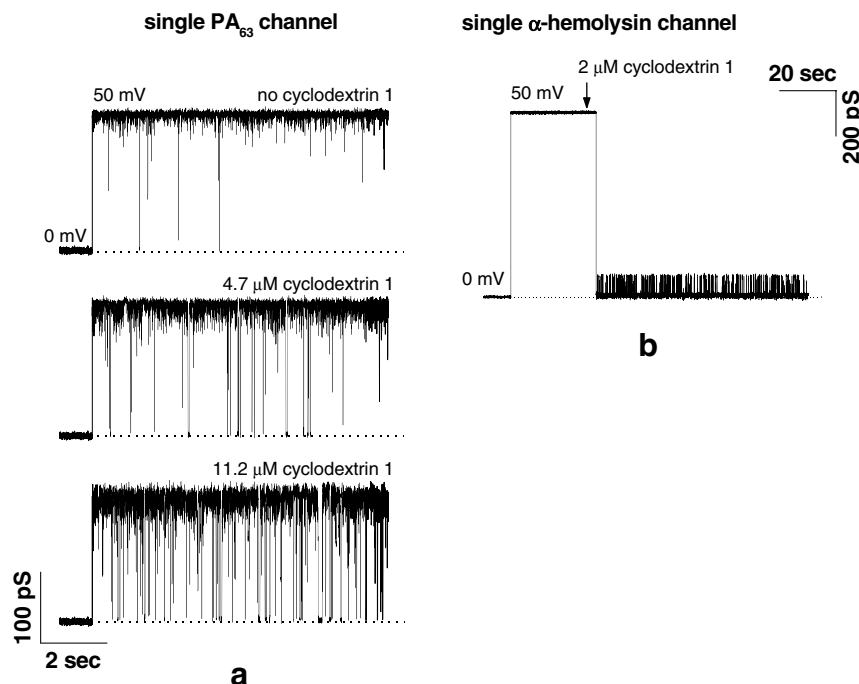 single PA63 channel
50 mV
no cyclodextrin 1
0 mV
4.7 μM cyclodextrin 1
11.2 μM cyclodextrin 1
100 pS
2 sec
a
single α-hemolysin channel
2 μM cyclodextrin 1
50 mV
20 sec
200 pS
0 mV
b